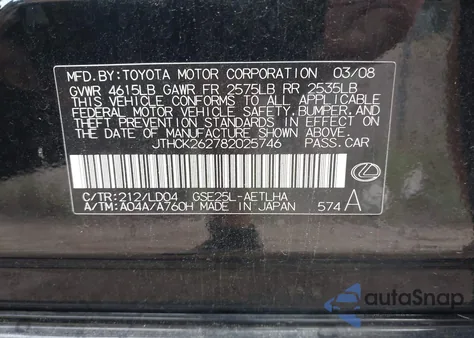 MFD. BY: TOYOTA MOTOR CORPORATION 03/08
GVWR 4615LB GAWR FR 2575LB RR 2535LB
THIS VEHICLE CONFORMS TO ALL APPLICABLE
FEDERAL MOTOR VEHICLE SAFETY, BUMPER, AND
THEFT PREVENTION STANDARDS IN EFFECT ON
THE DATE OF MANUFACTURE SHOWN ABOVE.
JTHCK262782025746 PASS. CAR
C/TR: 212/LD04 GSE25L-AETLHA
A/TM: A04A/A760H MADE IN JAPAN 574 A
autoSnap